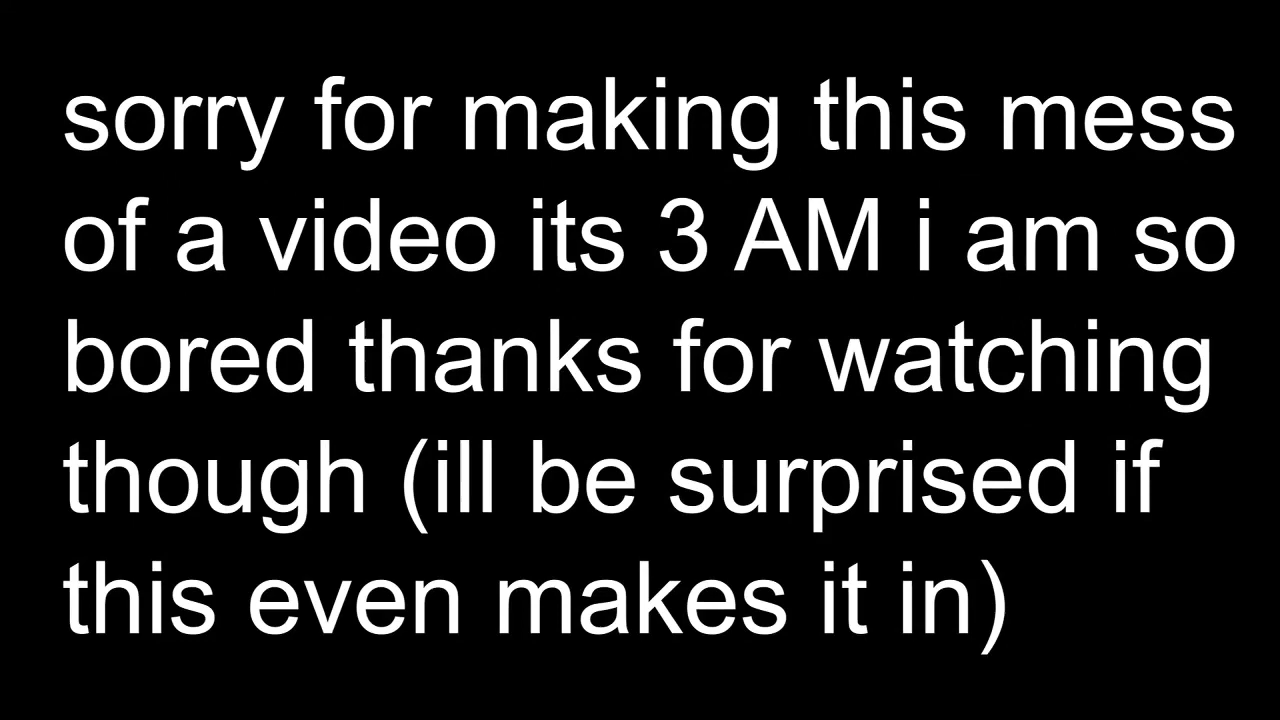 sorry for making this mess
of a video its 3 AM i am so
bored thanks for watching
though (ill be surprised if
this even makes it in)